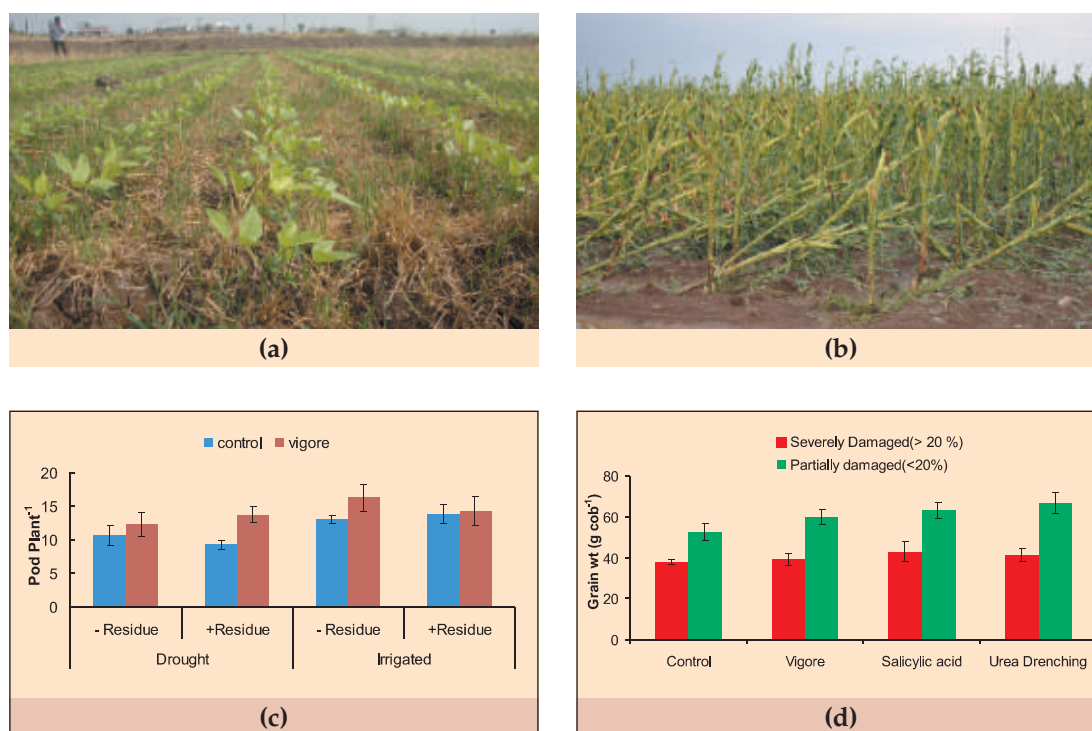 (a)
(b)
control vigore
20
15
10
5
0
Pod Plant⁻¹
- Residue +Residue - Residue +Residue
Drought Irrigated
(c)
Severely Damaged(> 20 %)
Partially damaged(<20%)
80
60
40
20
0
Grain wt (g cob⁻¹)
Control Vigore Salicylic acid Urea Drenching
(d)